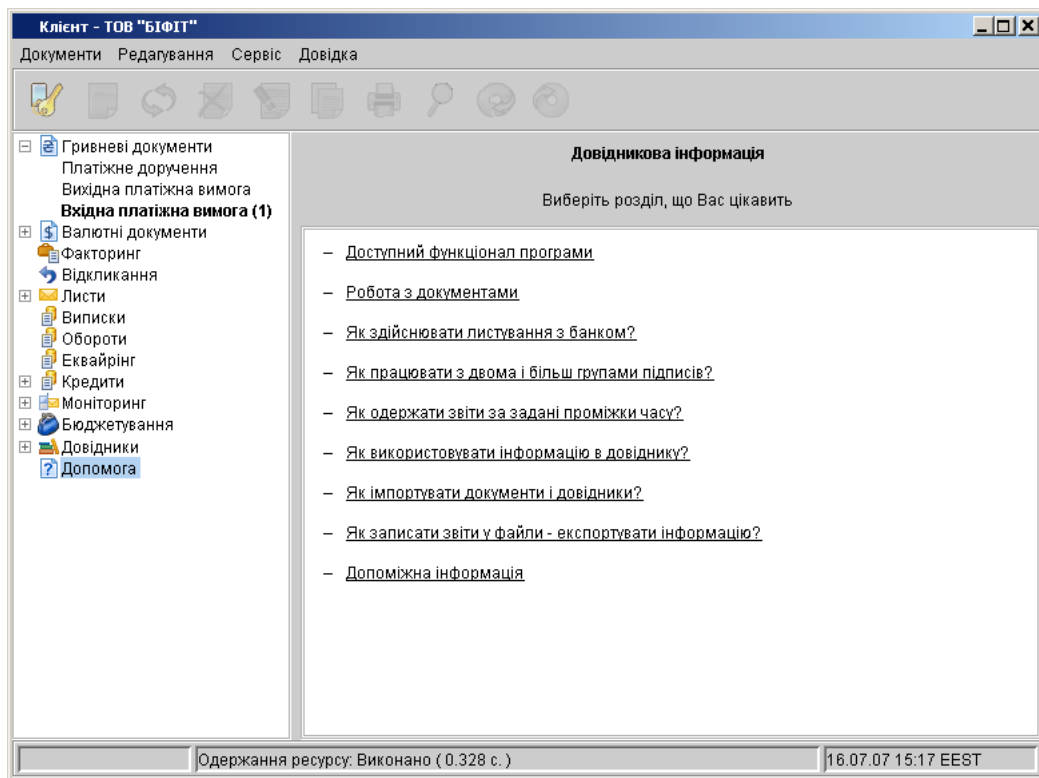 Клієнт - ТОВ "БІФІТ"
Документи Редагування Сервіс Довідка
Гривневі документи
Платіжне доручення
Вихідна платіжна вимога
Вхідна платіжна вимога (1)
Валютні документи
Факторинг
Відкликання
Листи
Виписки
Обороти
Еквайрінг
Кредити
Моніторинг
Бюджетування
Довідники
Допомога
Довідникова інформація
Виберіть розділ, що Вас цікавить
– Доступний функціонал програми
– Робота з документами
– Як здійснювати листування з банком?
– Як працювати з двома і більш групами підписів?
– Як одержати звіти за задані проміжки часу?
– Як використовувати інформацію в довіднику?
– Як імпортувати документи і довідники?
– Як записати звіти у файли - експортувати інформацію?
– Допоміжна інформація
Одержання ресурсу: Виконано ( 0.328 с. )
16.07.07 15:17 EEST